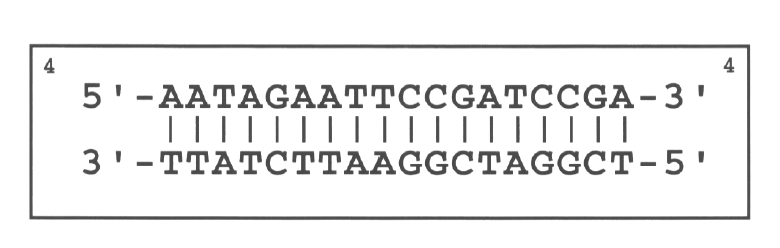 4 4
5'-AATAGAATTCCGATCCGA-3'
| | | | | | | | | | | | | | | | | |
3'-TTATCTTAAGGCTAGGCT-5'